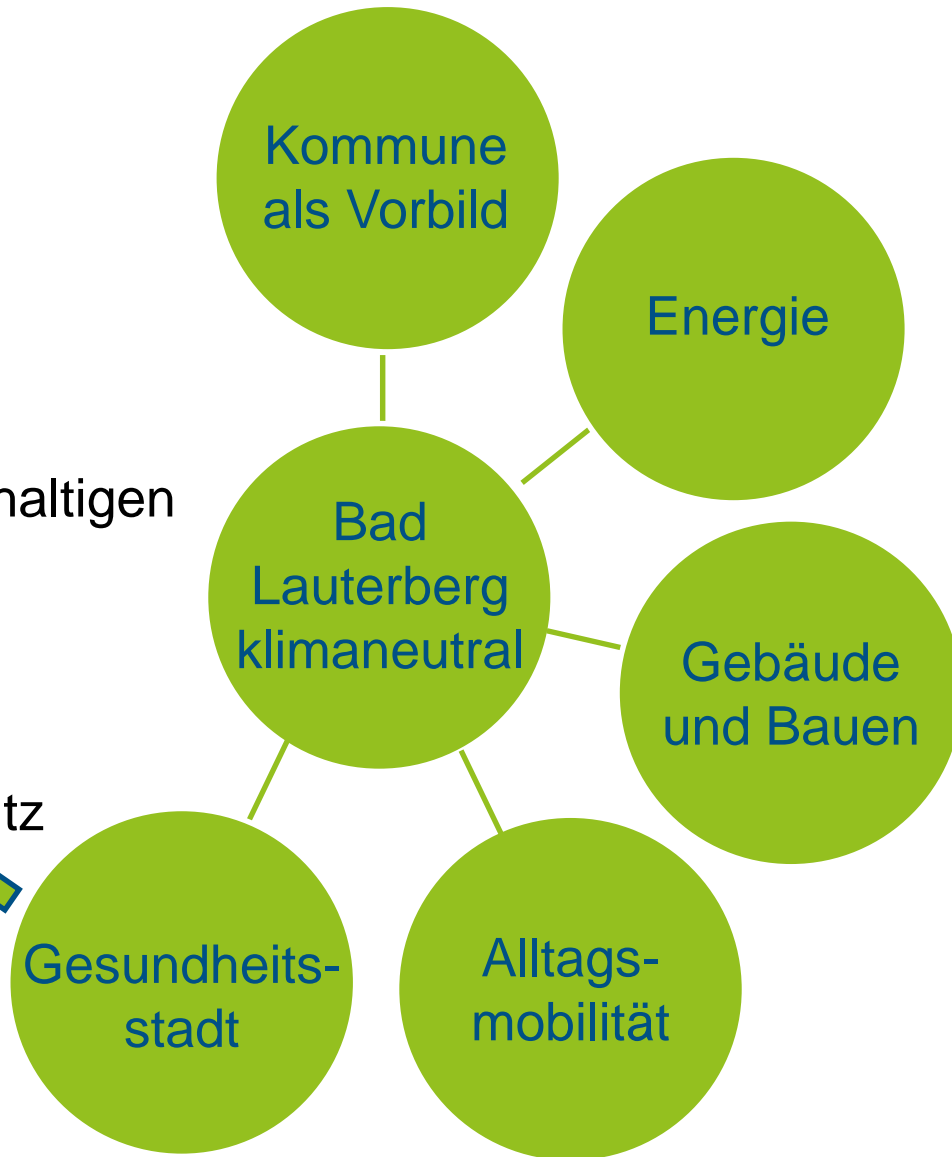 Kommune
als Vorbild
Energie
haltigen
Bad
Lauterberg
klimaneutral
Gebäude
und Bauen
tz
Gesundheits-
stadt
Alltags-
mobilität